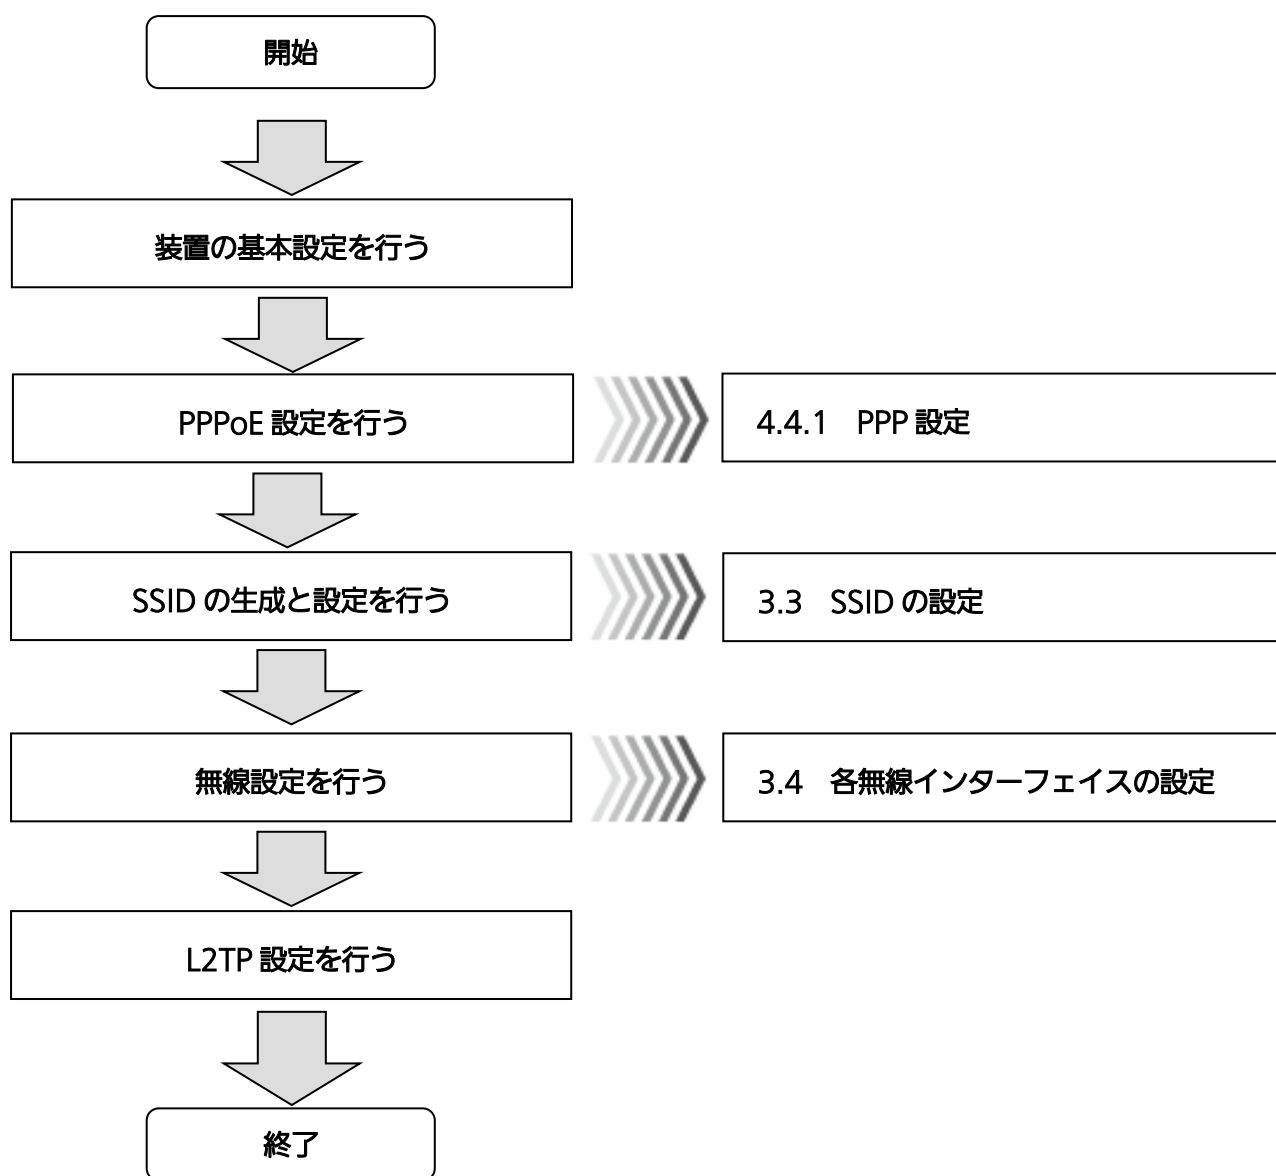 開始
装置の基本設定を行う
PPPoE 設定を行う
4.4.1　PPP 設定
SSID の生成と設定を行う
3.3　SSID の設定
無線設定を行う
3.4　各無線インターフェイスの設定
L2TP 設定を行う
終了